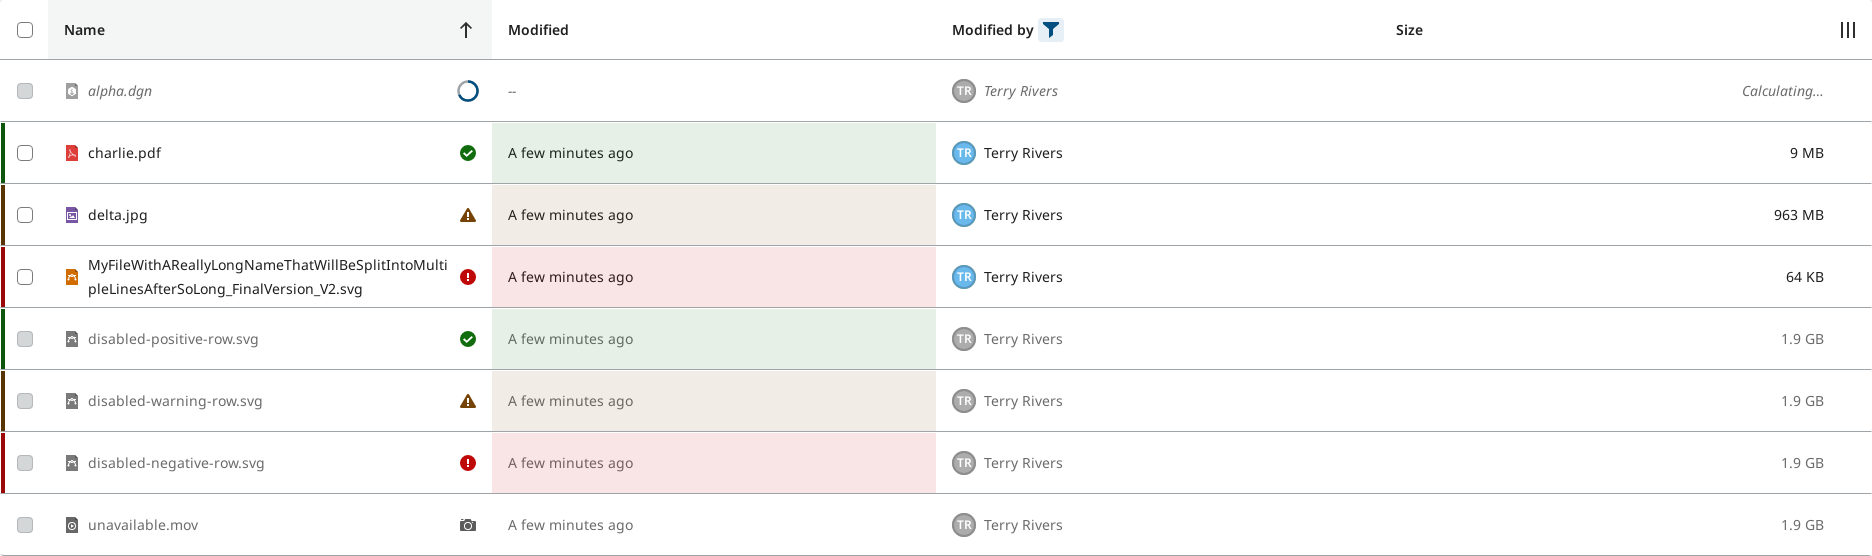 Name Modified Modified by Size
alpha.dgn -- TR Terry Rivers Calculating...
charlie.pdf A few minutes ago TR Terry Rivers 9 MB
delta.jpg A few minutes ago TR Terry Rivers 963 MB
MyFileWithAReallyLongNameThatWillBeSplitIntoMulti
pleLinesAfterSoLong_FinalVersion_V2.svg A few minutes ago TR Terry Rivers 64 KB
disabled-positive-row.svg A few minutes ago TR Terry Rivers 1.9 GB
disabled-warning-row.svg A few minutes ago TR Terry Rivers 1.9 GB
disabled-negative-row.svg A few minutes ago TR Terry Rivers 1.9 GB
unavailable.mov A few minutes ago TR Terry Rivers 1.9 GB